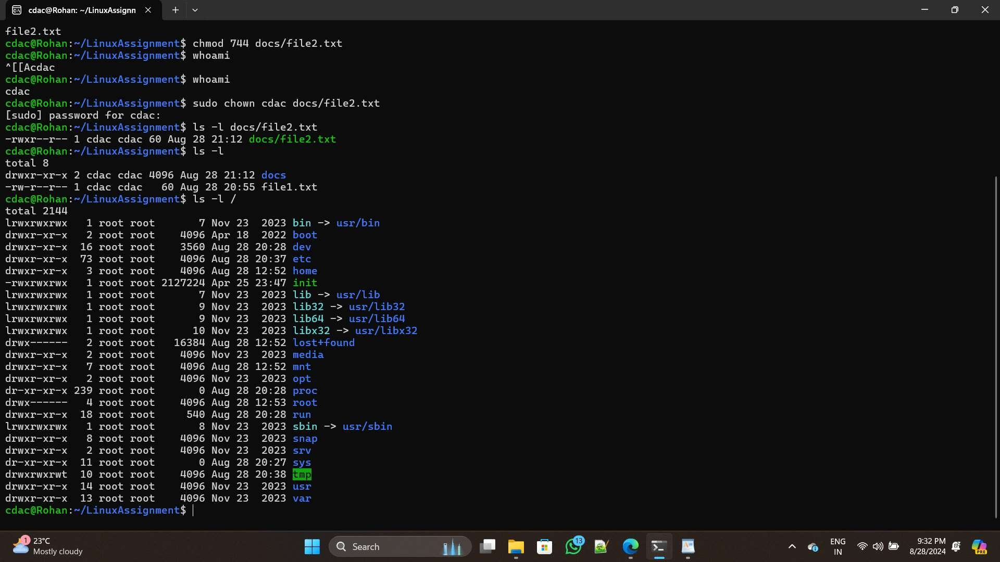 cdac@Rohan: ~/LinuxAssignn
file2.txt
cdac@Rohan:~/LinuxAssignment$ chmod 744 docs/file2.txt
cdac@Rohan:~/LinuxAssignment$ whoami
^[[Acdac
cdac@Rohan:~/LinuxAssignment$ whoami
cdac
cdac@Rohan:~/LinuxAssignment$ sudo chown cdac docs/file2.txt
[sudo] password for cdac:
cdac@Rohan:~/LinuxAssignment$ ls -l docs/file2.txt
-rwxr--r-- 1 cdac cdac 60 Aug 28 21:12 docs/file2.txt
cdac@Rohan:~/LinuxAssignment$ ls -l
total 8
drwxr-xr-x 2 cdac cdac 4096 Aug 28 21:12 docs
-rw-r--r-- 1 cdac cdac   60 Aug 28 20:55 file1.txt
cdac@Rohan:~/LinuxAssignment$ ls -l /
total 2144
lrwxrwxrwx   1 root root       7 Nov 23  2023 bin -> usr/bin
drwxr-xr-x   2 root root    4096 Apr 18  2022 boot
drwxr-xr-x  16 root root    3560 Aug 28 20:28 dev
drwxr-xr-x  73 root root    4096 Aug 28 20:37 etc
drwxr-xr-x   3 root root    4096 Aug 28 12:52 home
-rwxrwxrwx   1 root root 2127224 Apr 25 23:47 init
lrwxrwxrwx   1 root root       7 Nov 23  2023 lib -> usr/lib
lrwxrwxrwx   1 root root       9 Nov 23  2023 lib32 -> usr/lib32
lrwxrwxrwx   1 root root       9 Nov 23  2023 lib64 -> usr/lib64
lrwxrwxrwx   1 root root      10 Nov 23  2023 libx32 -> usr/libx32
drwx------   2 root root   16384 Aug 28 12:52 lost+found
drwxr-xr-x   2 root root    4096 Nov 23  2023 media
drwxr-xr-x   7 root root    4096 Aug 28 12:52 mnt
drwxr-xr-x   2 root root    4096 Nov 23  2023 opt
dr-xr-xr-x 239 root root       0 Aug 28 20:28 proc
drwx------   4 root root    4096 Aug 28 12:53 root
drwxr-xr-x  18 root root     540 Aug 28 20:28 run
lrwxrwxrwx   1 root root       8 Nov 23  2023 sbin -> usr/sbin
drwxr-xr-x   8 root root    4096 Nov 23  2023 snap
drwxr-xr-x   2 root root    4096 Nov 23  2023 srv
dr-xr-xr-x  11 root root       0 Aug 28 20:27 sys
drwxrwxrwt  10 root root    4096 Aug 28 20:38 tmp
drwxr-xr-x  14 root root    4096 Nov 23  2023 usr
drwxr-xr-x  13 root root    4096 Nov 23  2023 var
cdac@Rohan:~/LinuxAssignment$
1
23°C
Mostly cloudy
Search
13
ENG
IN
9:32 PM
8/28/2024
PRE